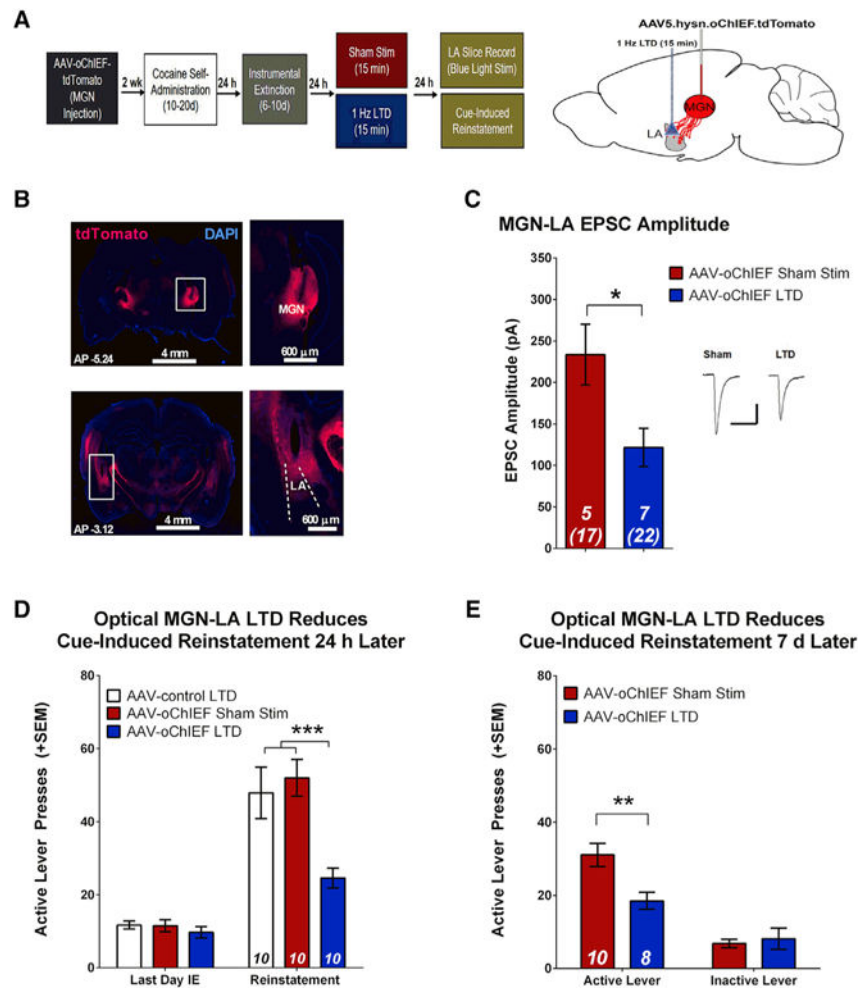 A
AAV-oChIEF-
tdTomato
(MGN
Injection)
2 wk
Cocaine Self-
Administration
(10-20d)
24 h
Instrumental
Extinction
(6-10d)
24 h
Sham Stim
(15 min)
1 Hz LTD
(15 min)
24 h
LA Slice Record
(Blue Light Stim)
Cue-Induced
Reinstatement
AAV5.hysn.oChIEF.tdTomato
1 Hz LTD (15 min)
MGN
LA
B
tdTomato DAPI
4 mm
AP -5.24
MGN
600 μm
4 mm
AP -3.12
LA
600 μm
C
MGN-LA EPSC Amplitude
AAV-oChIEF Sham Stim
AAV-oChIEF LTD
EPSC Amplitude (pA)
350
300
250
200
150
100
50
0
*
5
(17)
7
(22)
Sham LTD
D
Optical MGN-LA LTD Reduces
Cue-Induced Reinstatement 24 h Later
Active Lever Presses (+SEM)
80
60
40
20
0
AAV-control LTD
AAV-oChIEF Sham Stim
AAV-oChIEF LTD
***
10 10 10
Last Day IE Reinstatement
E
Optical MGN-LA LTD Reduces
Cue-Induced Reinstatement 7 d Later
Active Lever Presses (+SEM)
80
60
40
20
0
AAV-oChIEF Sham Stim
AAV-oChIEF LTD
**
10 8
Active Lever Inactive Lever